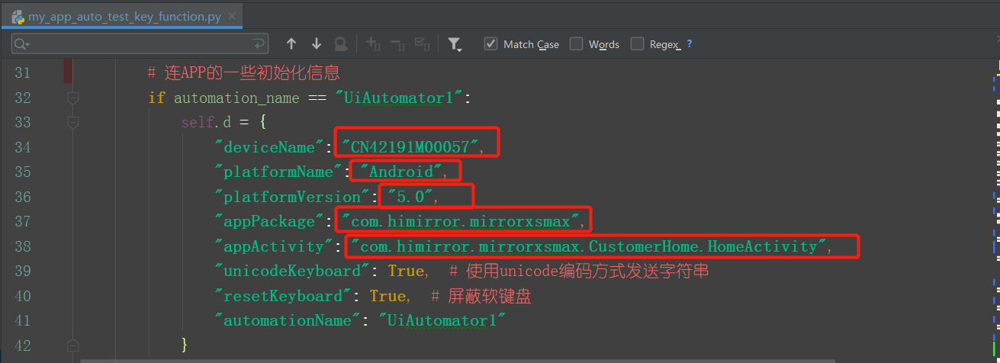 my_app_auto_test_key_function.py
Match Case Words Regex ?
31 # 连APP的一些初始化信息
32 if automation_name == "UiAutomator1":
33 self.d = {
34 "deviceName": "CN42191M00057",
35 "platformName": "Android",
36 "platformVersion": "5.0",
37 "appPackage": "com.himirror.mirrorxsmax",
38 "appActivity": "com.himirror.mirrorxsmax.CustomerHome.HomeActivity",
39 "unicodeKeyboard": True, # 使用unicode编码方式发送字符串
40 "resetKeyboard": True, # 屏蔽软键盘
41 "automationName": "UiAutomator1"
42 }